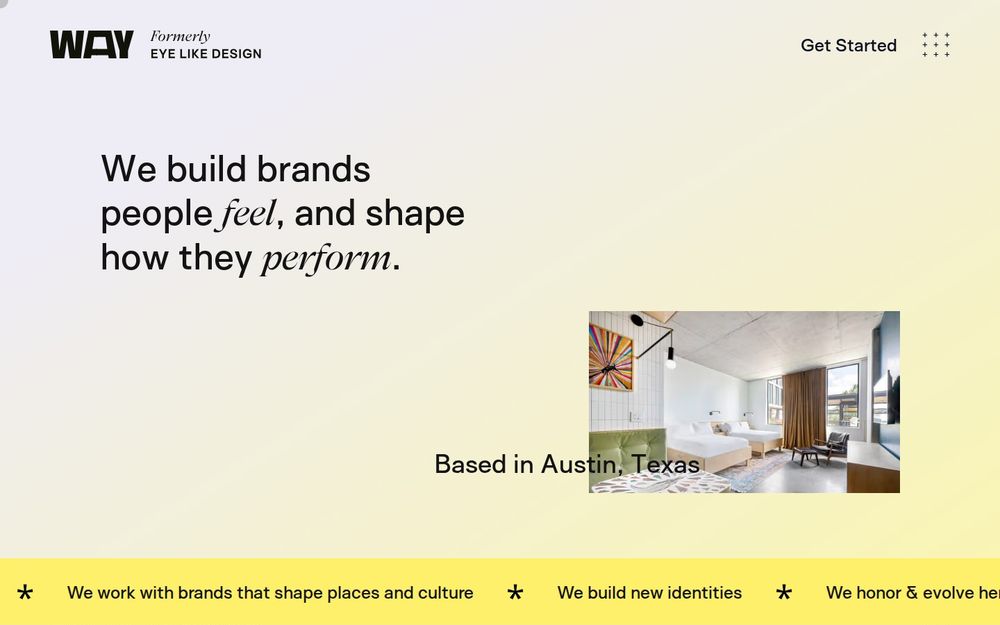 WAY
Formerly
EYE LIKE DESIGN
Get Started
We build brands
people feel, and shape
how they perform.
Based in Austin, Texas
* We work with brands that shape places and culture * We build new identities * We honor & evolve